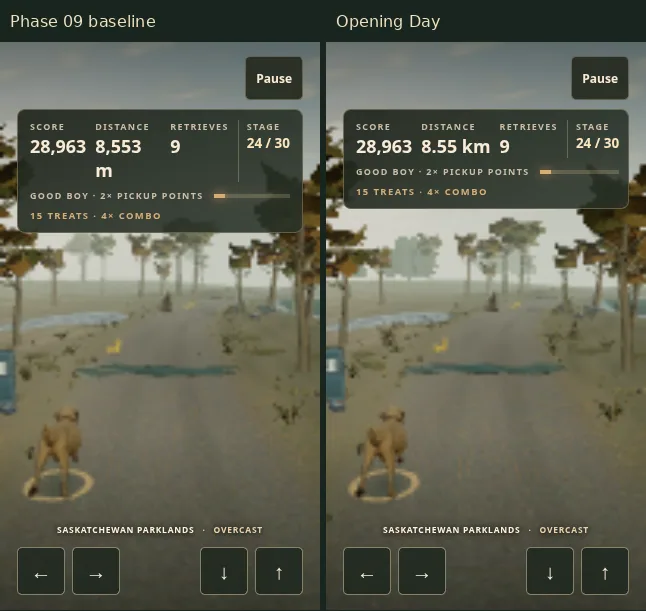 Phase 09 baseline
Pause
SCORE DISTANCE RETRIEVES STAGE
28,963 8,553 m 9 24 / 30
GOOD BOY · 2× PICKUP POINTS
15 TREATS · 4× COMBO
SASKATCHEWAN PARKLANDS · OVERCAST
← → ↓ ↑
Opening Day
Pause
SCORE DISTANCE RETRIEVES STAGE
28,963 8.55 km 9 24 / 30
GOOD BOY · 2× PICKUP POINTS
15 TREATS · 4× COMBO
SASKATCHEWAN PARKLANDS · OVERCAST
← → ↓ ↑